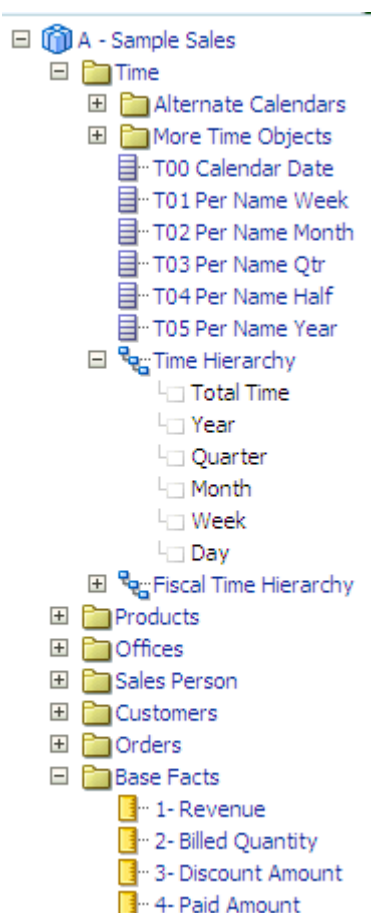 A - Sample Sales
Time
Alternate Calendars
More Time Objects
T00 Calendar Date
T01 Per Name Week
T02 Per Name Month
T03 Per Name Qtr
T04 Per Name Half
T05 Per Name Year
Time Hierarchy
Total Time
Year
Quarter
Month
Week
Day
Fiscal Time Hierarchy
Products
Offices
Sales Person
Customers
Orders
Base Facts
1- Revenue
2- Billed Quantity
3- Discount Amount
4- Paid Amount